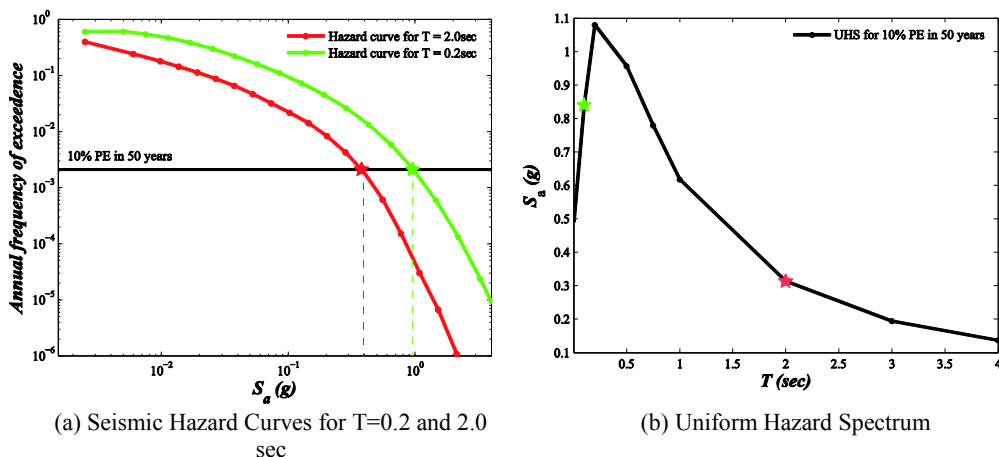 Hazard curve for T = 2.0sec
Hazard curve for T = 0.2sec
10% PE in 50 years
Annual frequency of exceedence
10⁰
10⁻¹
10⁻²
10⁻³
10⁻⁴
10⁻⁵
10⁻⁶
10⁻² 10⁻¹ 10⁰
Sₐ (g)
(a) Seismic Hazard Curves for T=0.2 and 2.0
sec
UHS for 10% PE in 50 years
Sₐ (g)
1.1
1
0.9
0.8
0.7
0.6
0.5
0.4
0.3
0.2
0.1
0.5 1 1.5 2 2.5 3 3.5 4
T (sec)
(b) Uniform Hazard Spectrum